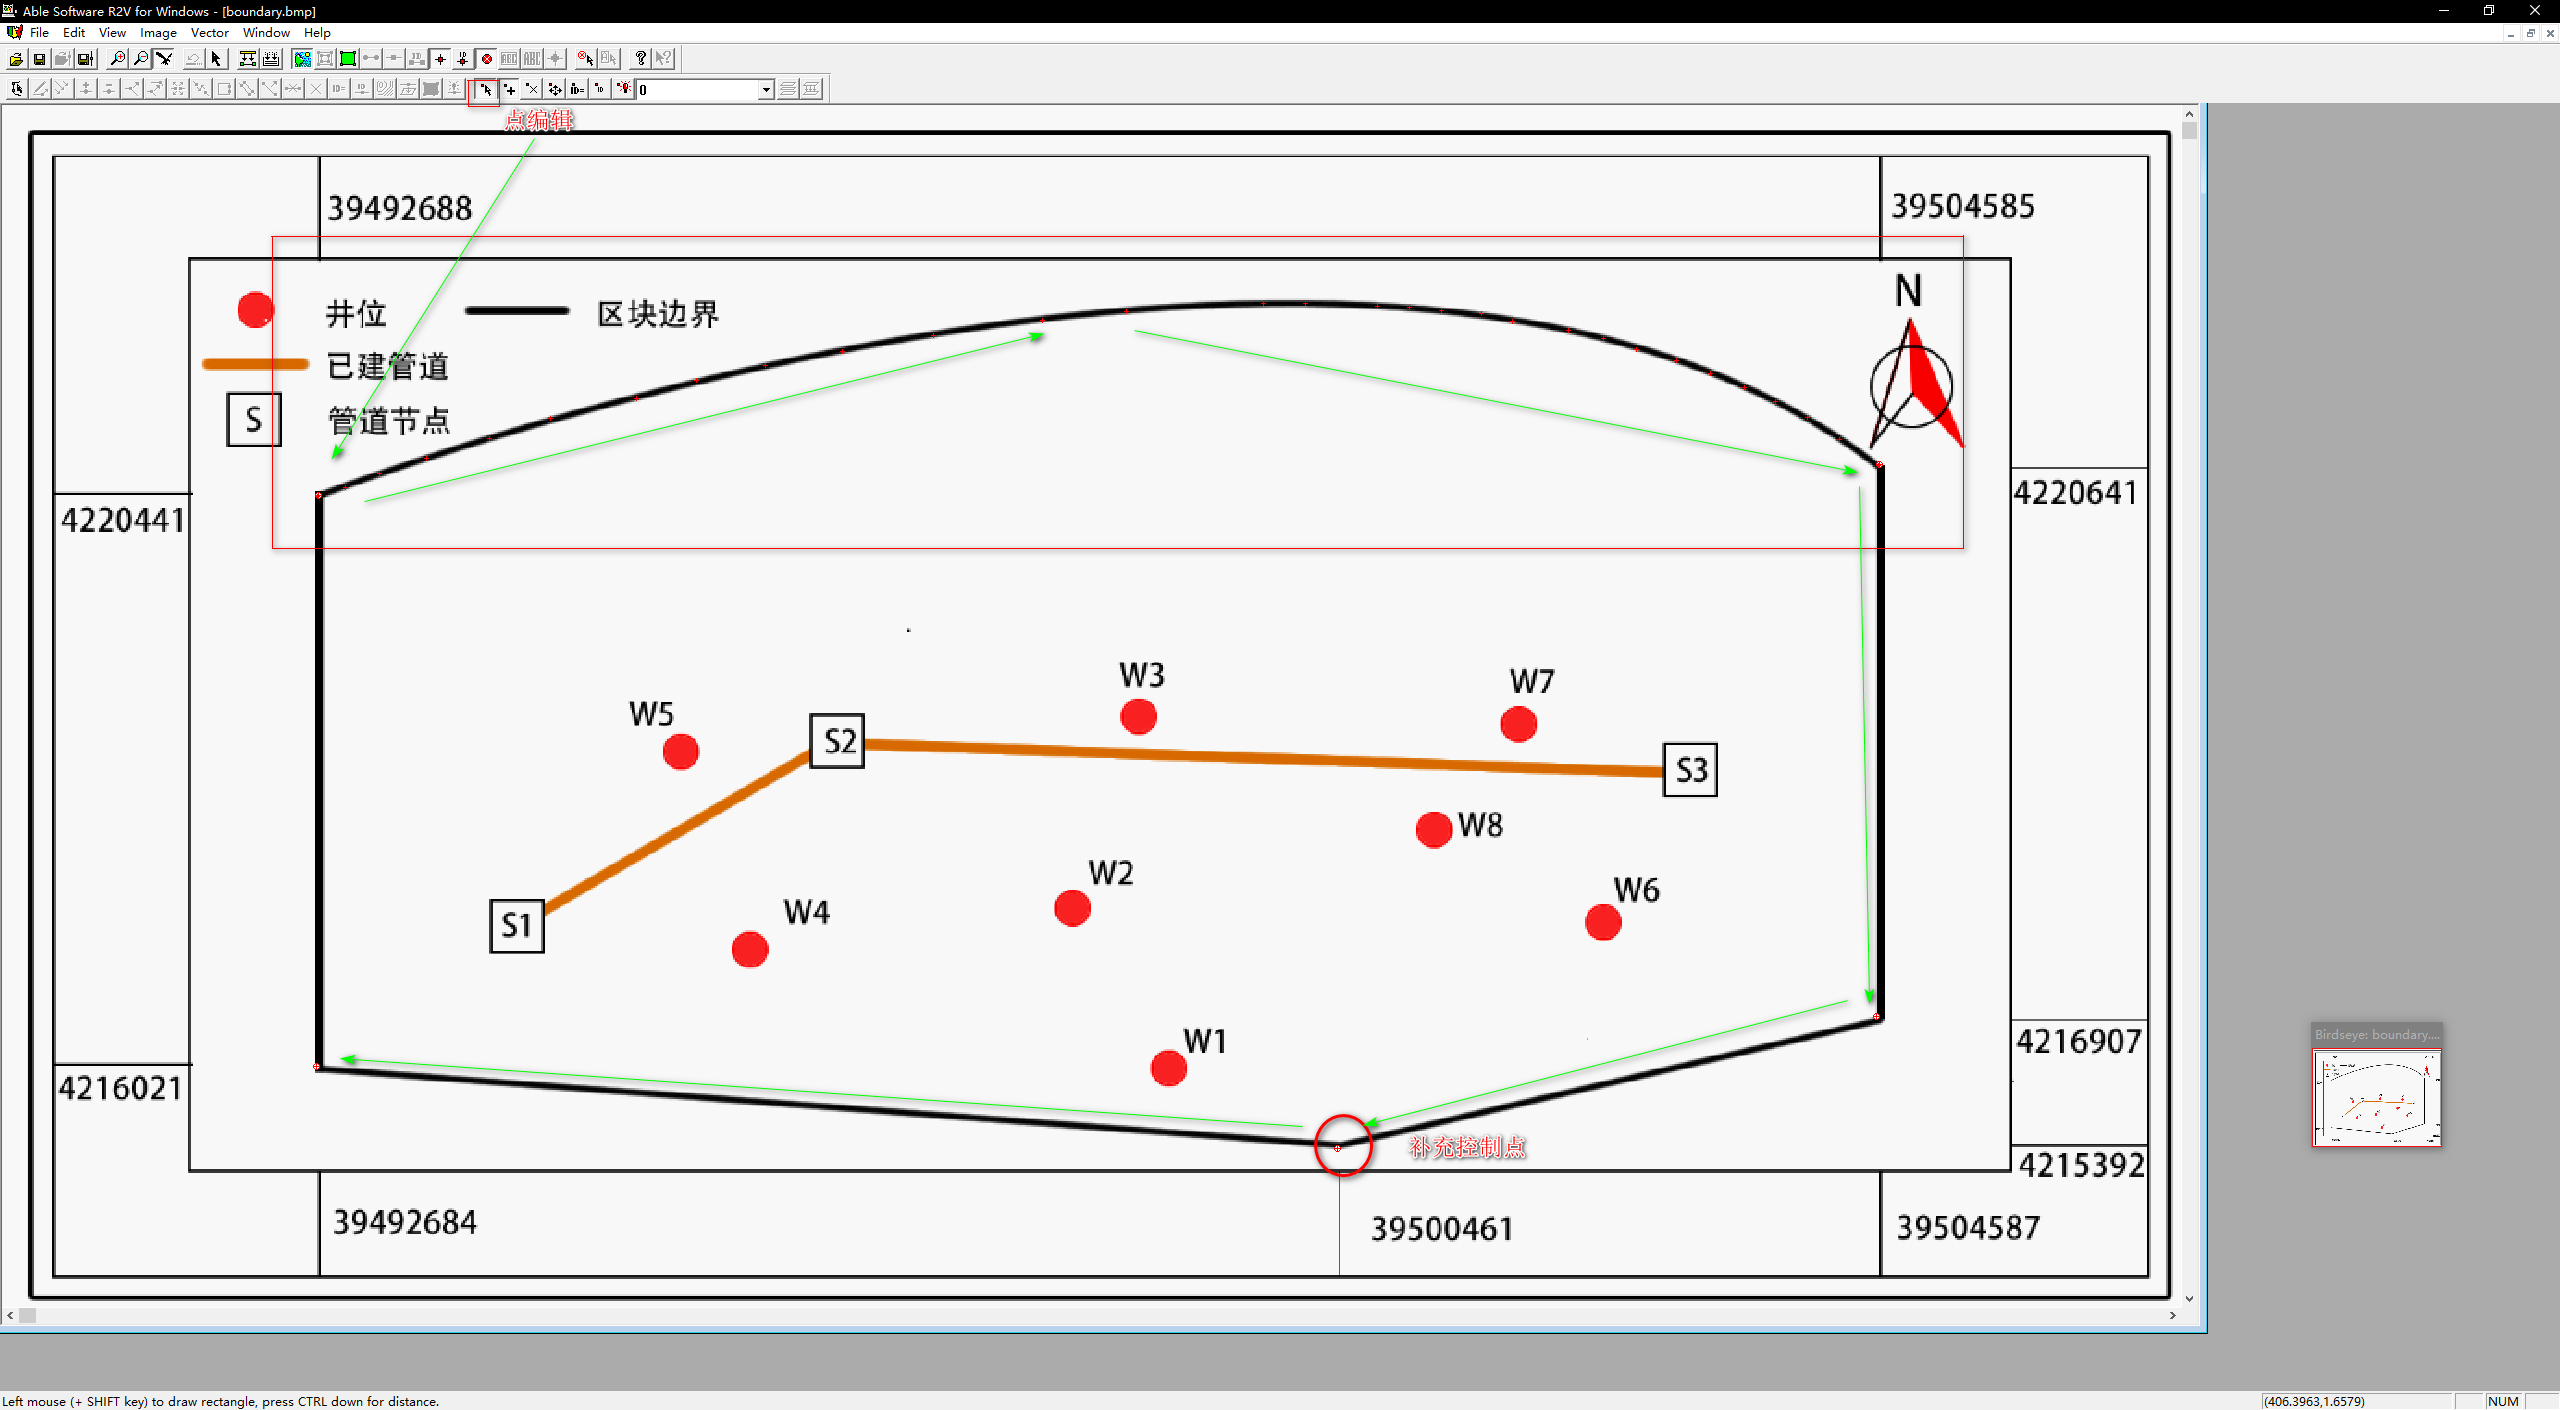 Able Software R2V for Windows - [boundary.bmp]
File Edit View Image Vector Window Help
0
点编辑
39492688
39504585
N
井位
区块边界
已建管道
S
管道节点
4220441
4220641
W3
W7
W5
S2
S3
W8
W2
W6
W4
S1
W1
4216907
4216021
补充控制点
4215392
39492684
39500461
39504587
Birdseye: boundary....
Left mouse (+ SHIFT key) to draw rectangle, press CTRL down for distance.
(406.3963,1.6579)
NUM